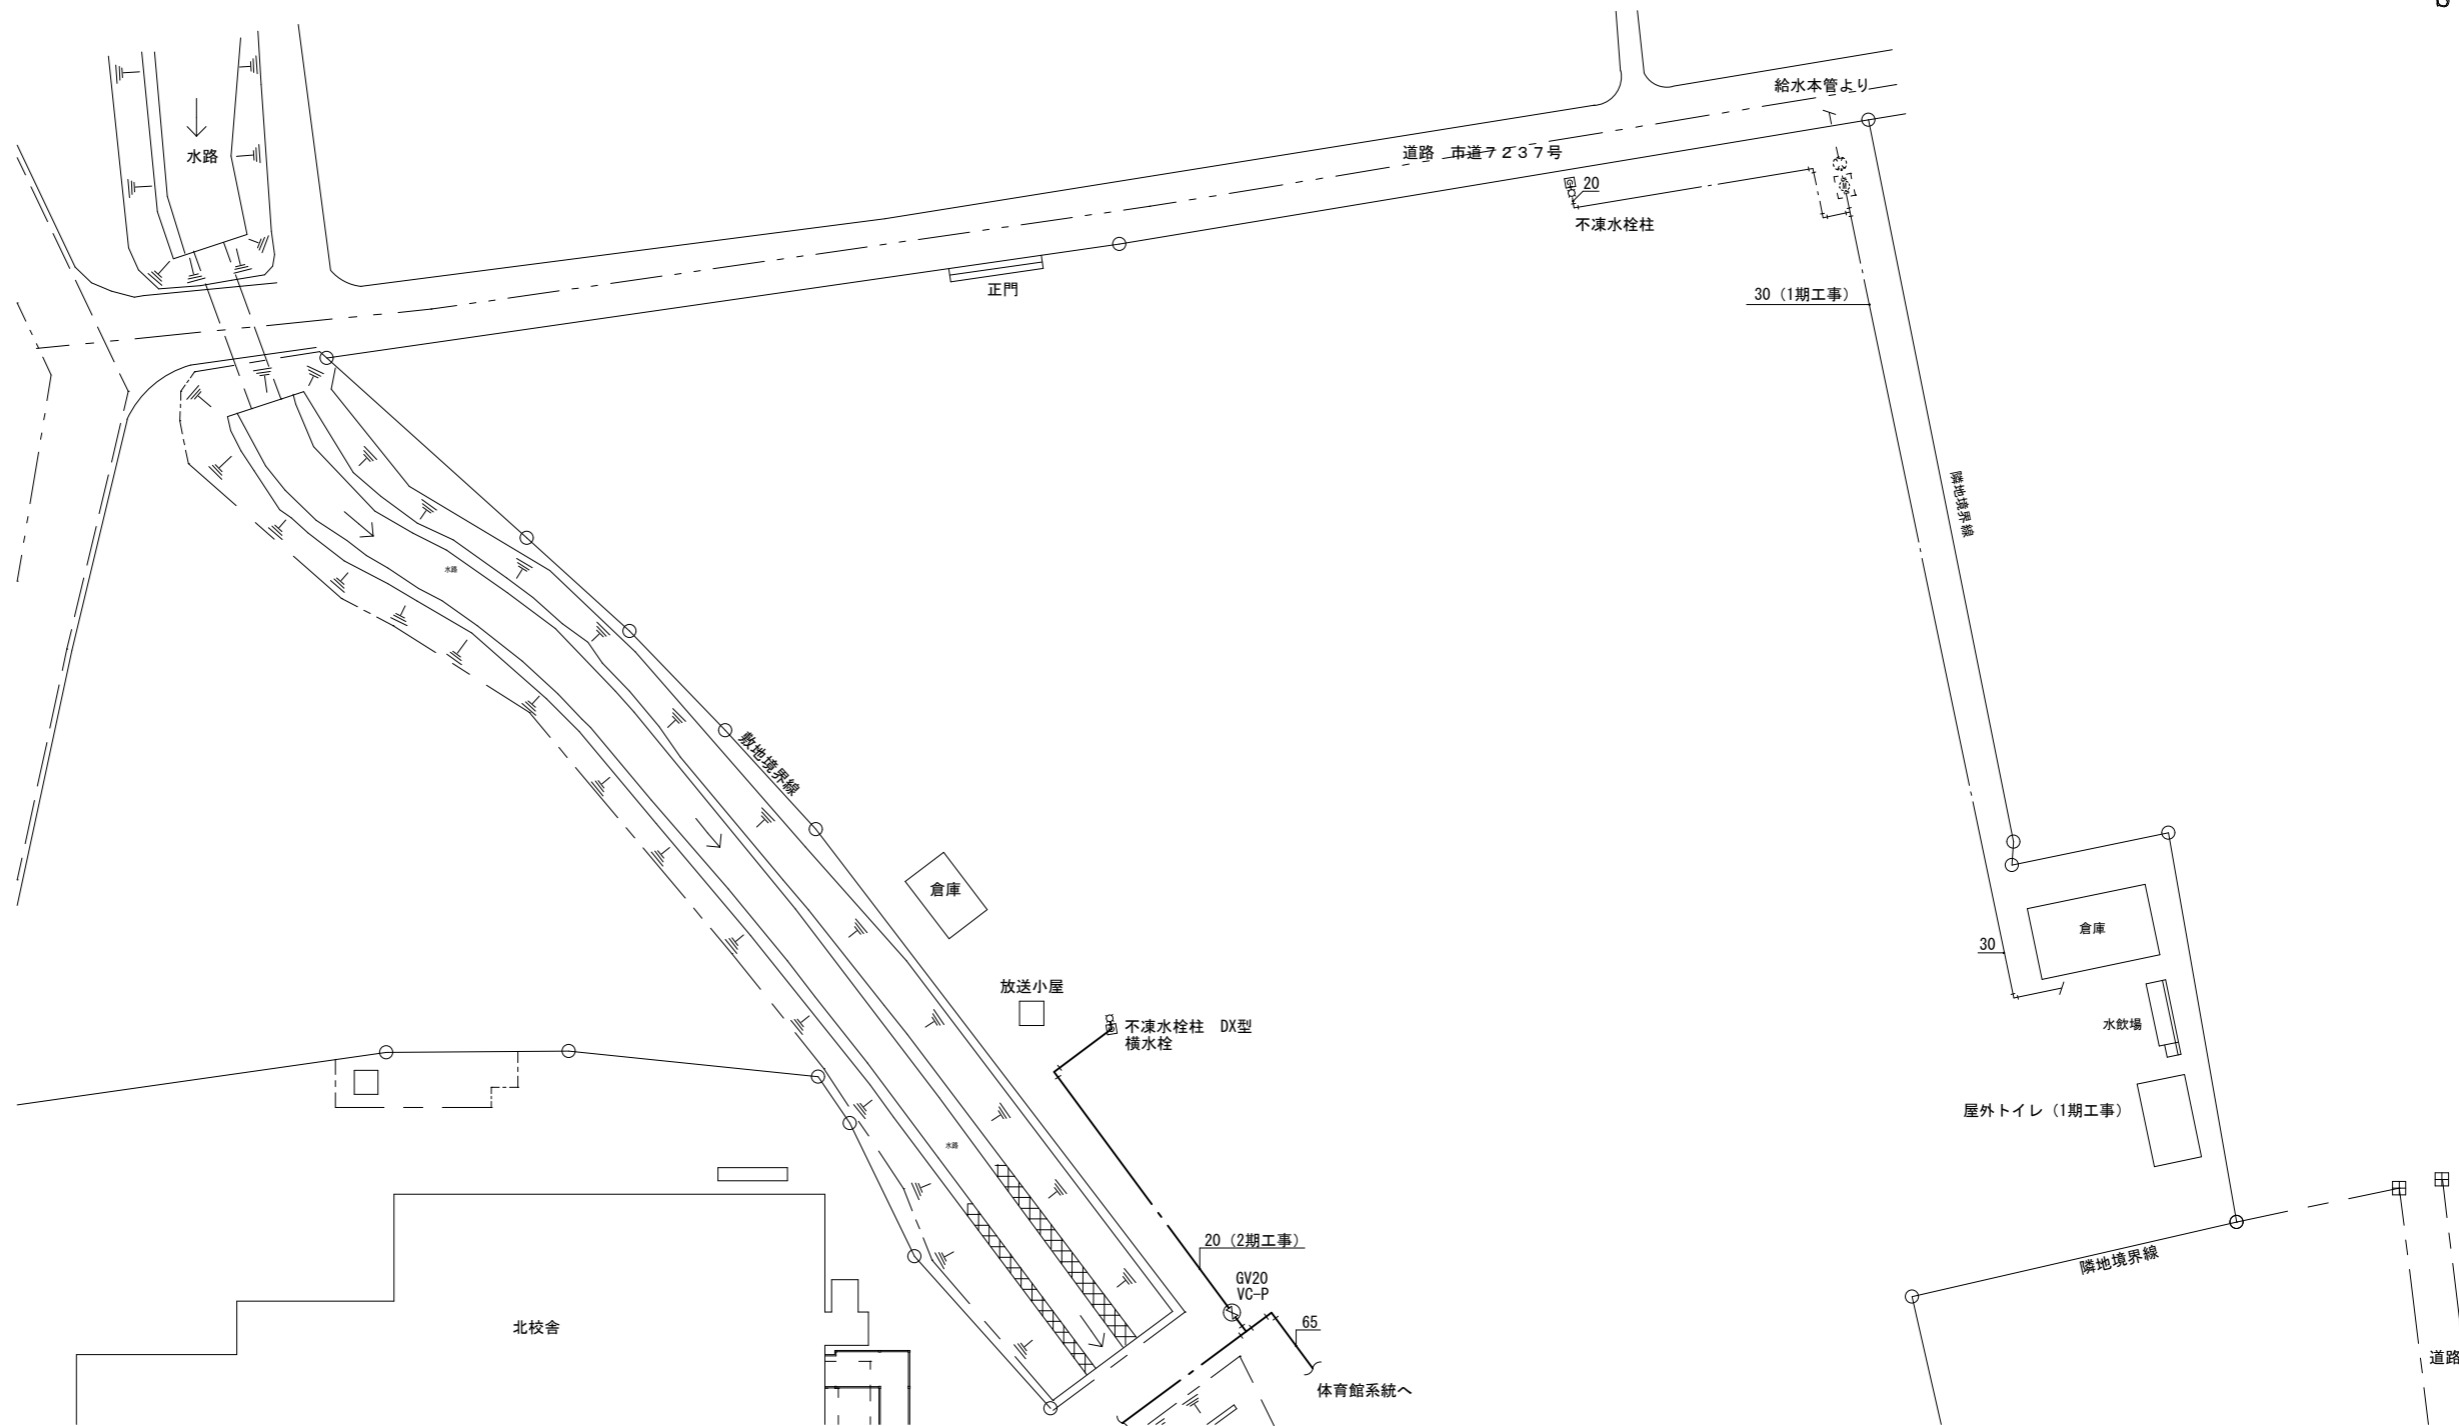 給水本管より
水路
道路　市道７２３７号
20
不凍水栓柱
正門
30（1期工事）
隣地境界線
水路
敷地境界線
倉庫
倉庫
30
放送小屋
不凍水栓柱　DX型
横水栓
水飲場
屋外トイレ（1期工事）
水路
20（2期工事）
隣地境界線
GV20
VC-P
65
北校舎
道路
体育館系統へ